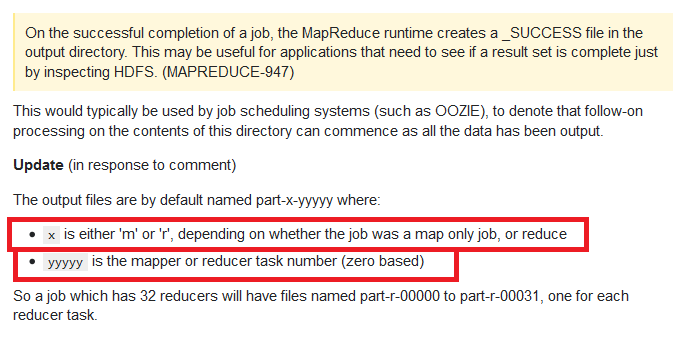 On the successful completion of a job, the MapReduce runtime creates a _SUCCESS file in the
output directory. This may be useful for applications that need to see if a result set is complete just
by inspecting HDFS. (MAPREDUCE-947)
This would typically be used by job scheduling systems (such as OOZIE), to denote that follow-on
processing on the contents of this directory can commence as all the data has been output.
Update (in response to comment)
The output files are by default named part-x-yyyyy where:
• x is either 'm' or 'r', depending on whether the job was a map only job, or reduce
• yyyyy is the mapper or reducer task number (zero based)
So a job which has 32 reducers will have files named part-r-00000 to part-r-00031, one for each
reducer task.